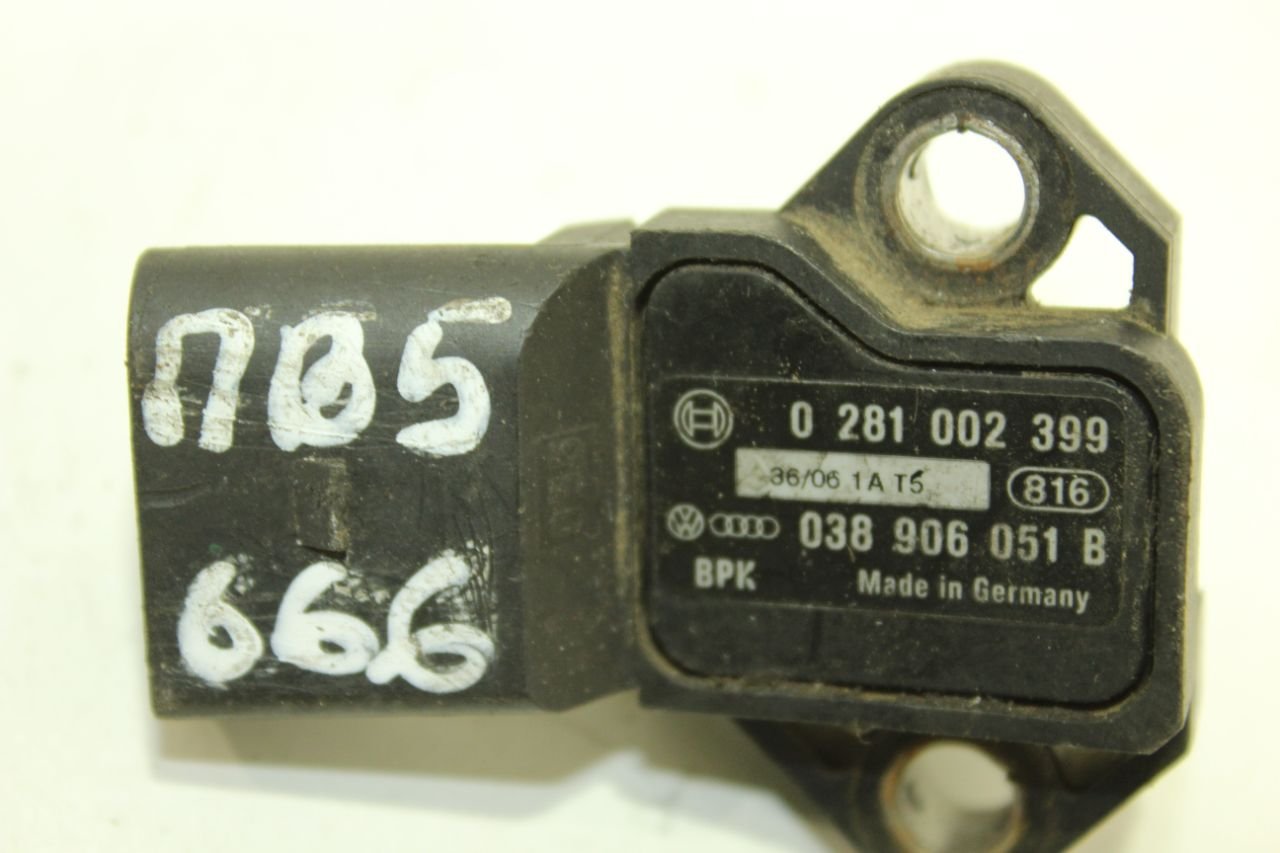 ПВ5
666
0 281 002 399
36/06 1A T5
816
038 906 051 B
BPK
Made in Germany